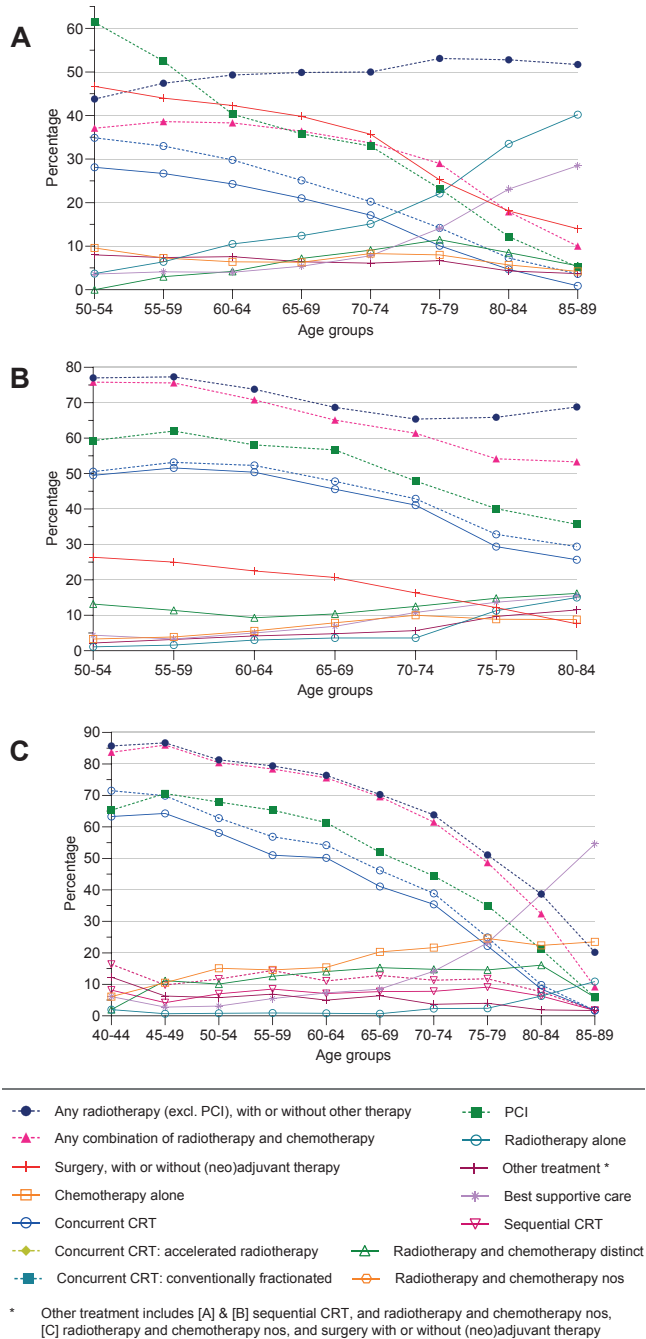 A
Percentage
60
50
40
30
20
10
0
50-54 55-59 60-64 65-69 70-74 75-79 80-84 85-89
Age groups
B
Percentage
80
70
60
50
40
30
20
10
0
50-54 55-59 60-64 65-69 70-74 75-79 80-84
Age groups
C
Percentage
90
80
70
60
50
40
30
20
10
0
40-44 45-49 50-54 55-59 60-64 65-69 70-74 75-79 80-84 85-89
Age groups
Any radiotherapy (excl. PCI), with or without other therapy
PCI
Any combination of radiotherapy and chemotherapy
Radiotherapy alone
Surgery, with or without (neo)adjuvant therapy
Other treatment *
Chemotherapy alone
Best supportive care
Concurrent CRT
Sequential CRT
Concurrent CRT: accelerated radiotherapy
Radiotherapy and chemotherapy distinct
Concurrent CRT: conventionally fractionated
Radiotherapy and chemotherapy nos
* Other treatment includes [A] & [B] sequential CRT, and radiotherapy and chemotherapy nos,
[C] radiotherapy and chemotherapy nos, and surgery with or without (neo)adjuvant therapy